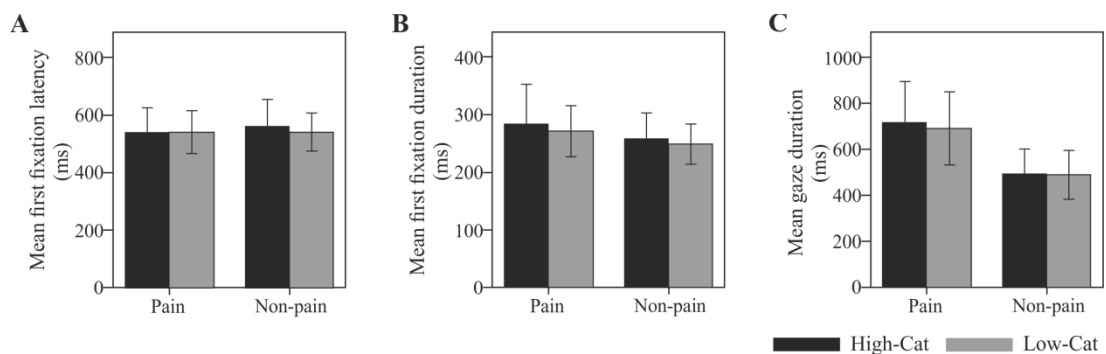 A
Mean first fixation latency
(ms)
800
600
400
200
0
Pain Non-pain
B
Mean first fixation duration
(ms)
400
300
200
100
0
Pain Non-pain
C
Mean gaze duration
(ms)
1000
800
600
400
200
0
Pain Non-pain
High-Cat Low-Cat